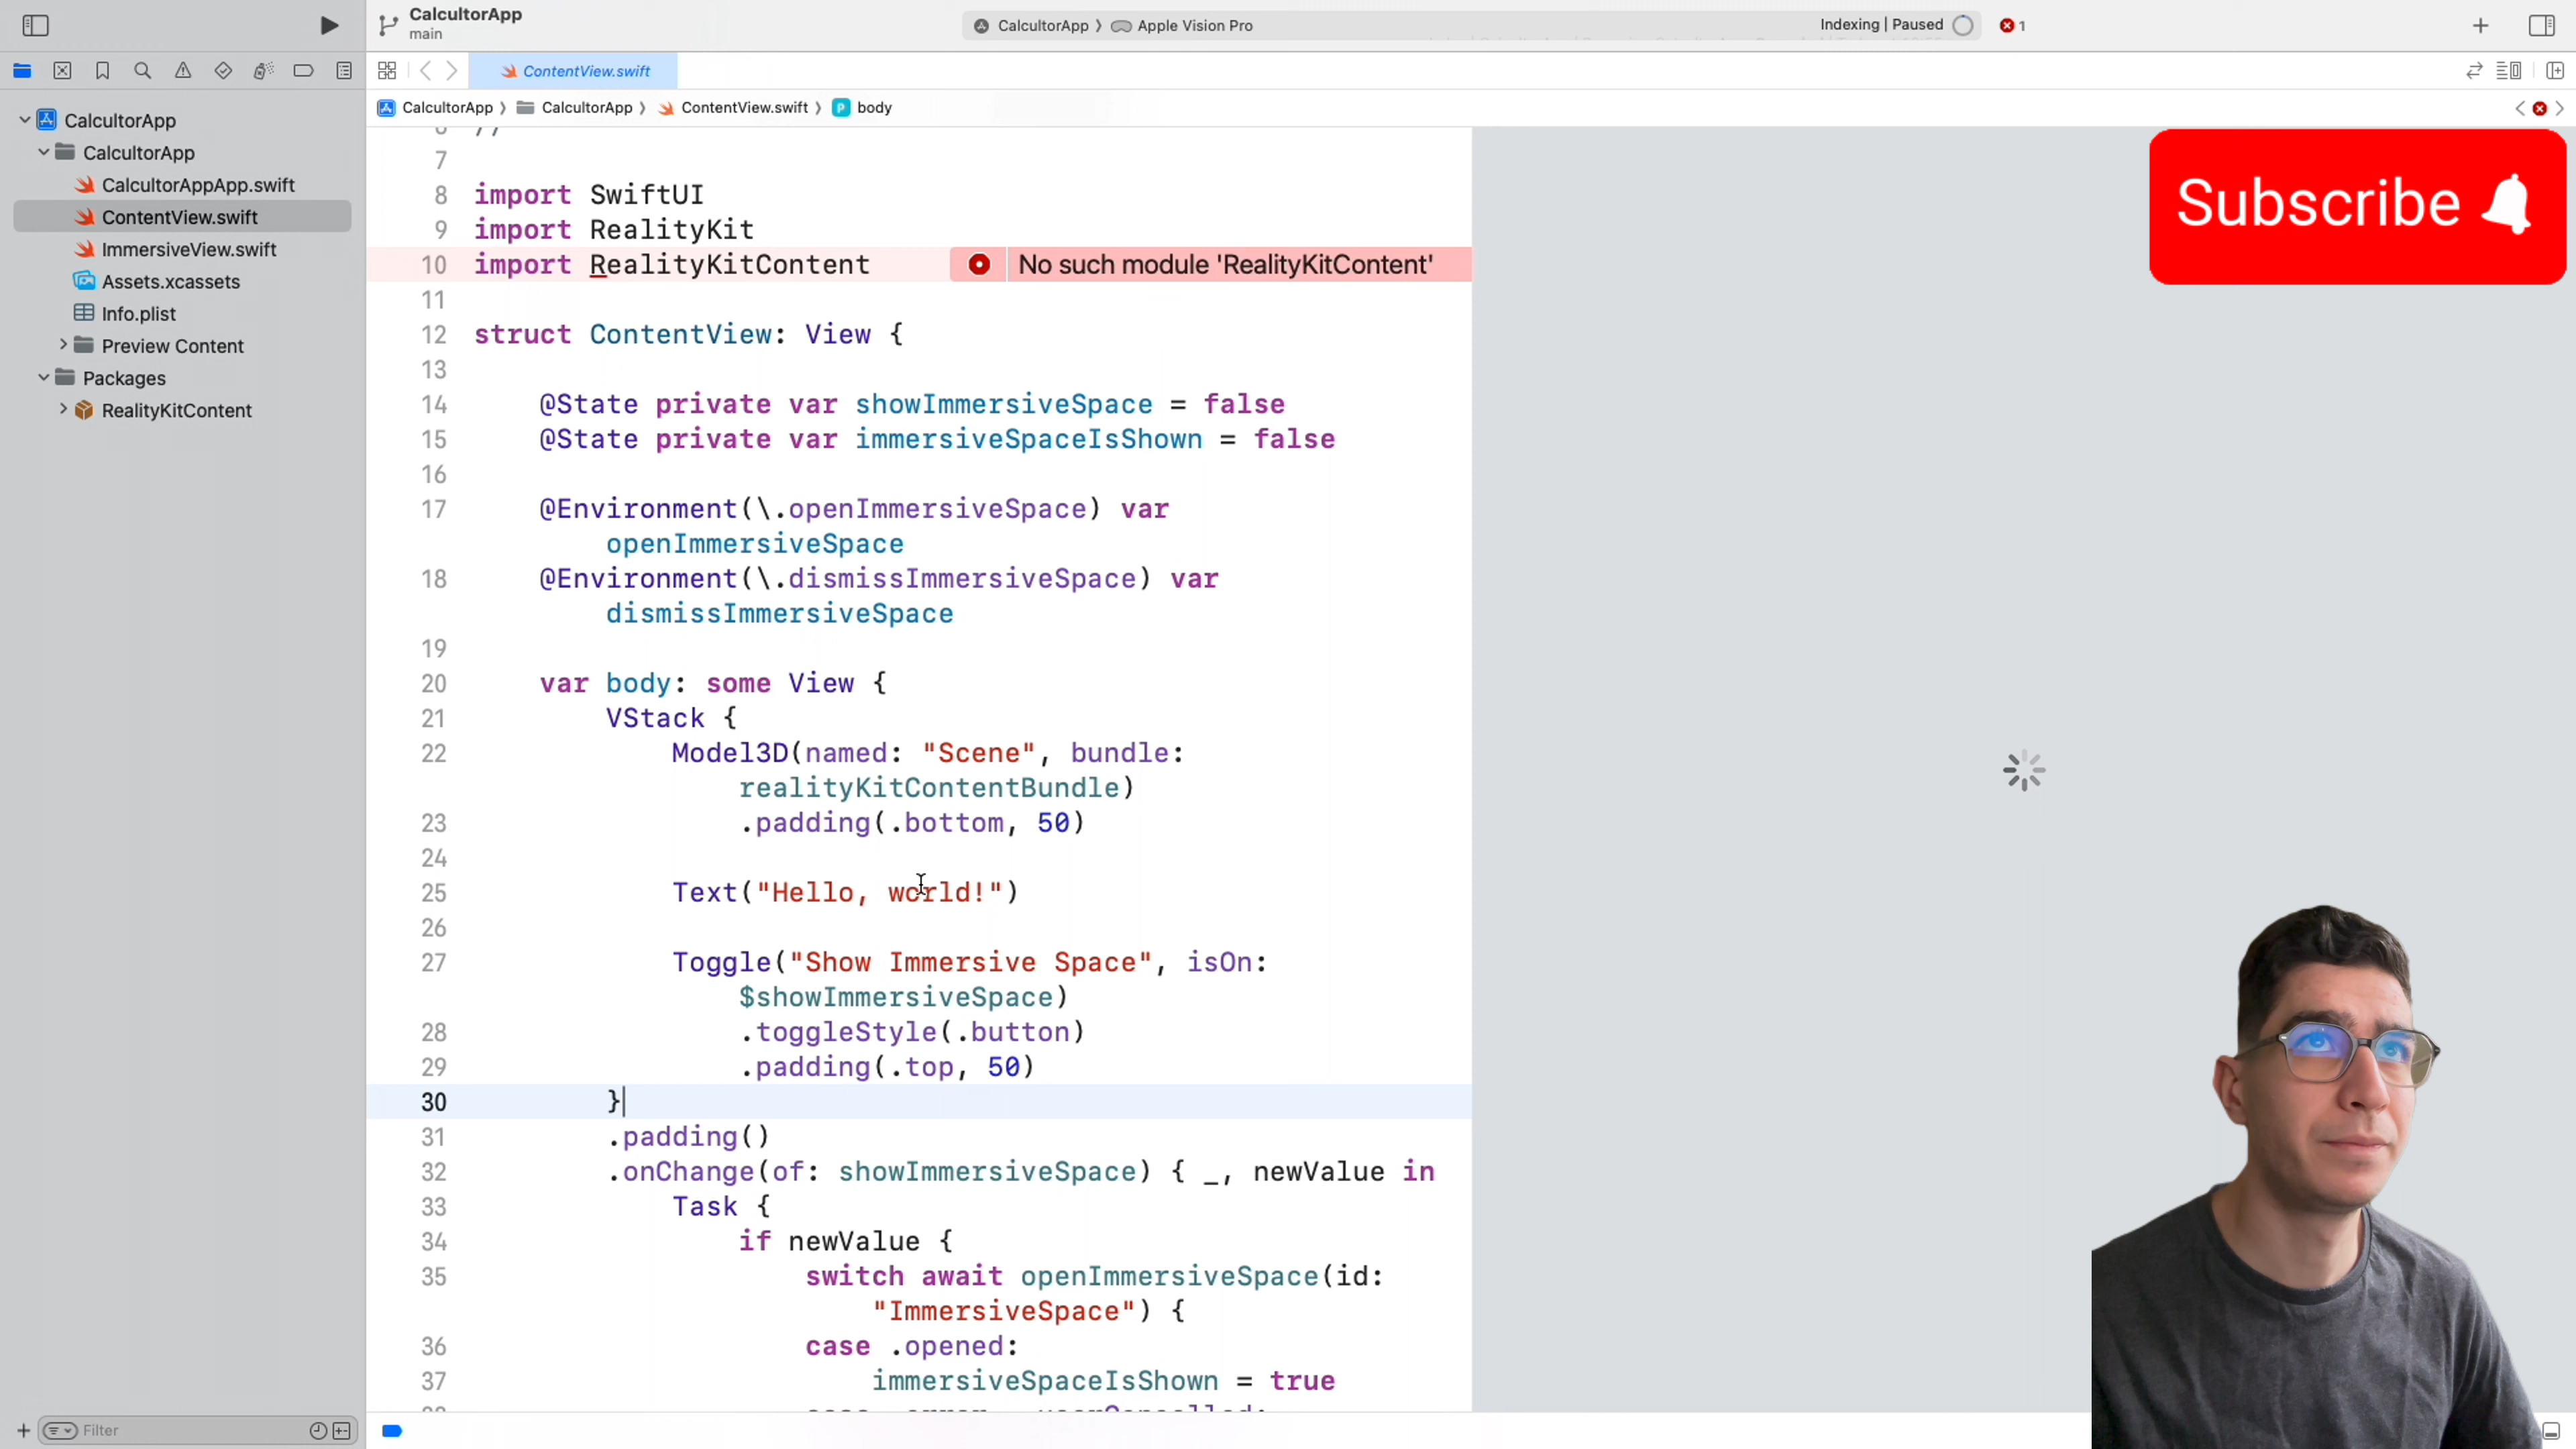 CalcultorApp
main
CalcultorApp 〉 Apple Vision Pro
Indexing | Paused
1
ContentView.swift
CalcultorApp 〉 CalcultorApp 〉 ContentView.swift 〉 P body
CalcultorApp
CalcultorApp
CalcultorAppApp.swift
ContentView.swift
ImmersiveView.swift
Assets.xcassets
Info.plist
Preview Content
Packages
RealityKitContent
Filter
6 //
7
8 import SwiftUI
9 import RealityKit
10 import RealityKitContent No such module 'RealityKitContent'
11
12 struct ContentView: View {
13
14 @State private var showImmersiveSpace = false
15 @State private var immersiveSpaceIsShown = false
16
17 @Environment(\.openImmersiveSpace) var
openImmersiveSpace
18 @Environment(\.dismissImmersiveSpace) var
dismissImmersiveSpace
19
20 var body: some View {
21 VStack {
22 Model3D(named: "Scene", bundle:
realityKitContentBundle)
23 .padding(.bottom, 50)
24
25 Text("Hello, world!")
26
27 Toggle("Show Immersive Space", isOn:
$showImmersiveSpace)
28 .toggleStyle(.button)
29 .padding(.top, 50)
30 }
31 .padding()
32 .onChange(of: showImmersiveSpace) { _, newValue in
33 Task {
34 if newValue {
35 switch await openImmersiveSpace(id:
"ImmersiveSpace") {
36 case .opened:
37 immersiveSpaceIsShown = true
Subscribe